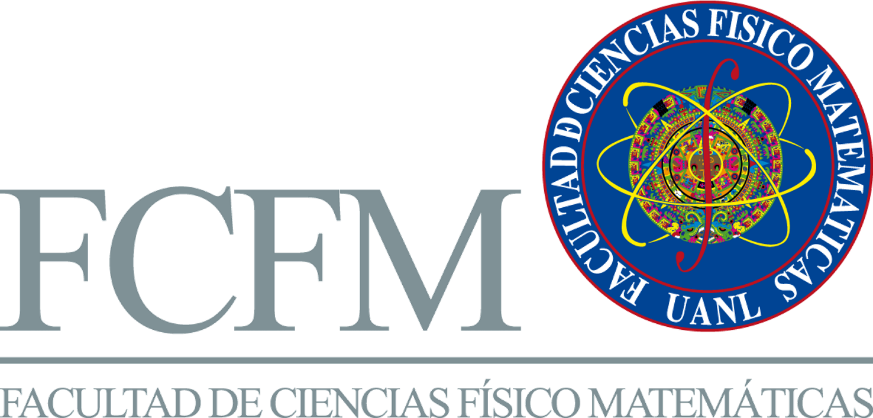 FCFM
FACULTAD DE CIENCIAS FISICO MATEMATICAS
UANL
FACULTAD DE CIENCIAS FÍSICO MATEMÁTICAS